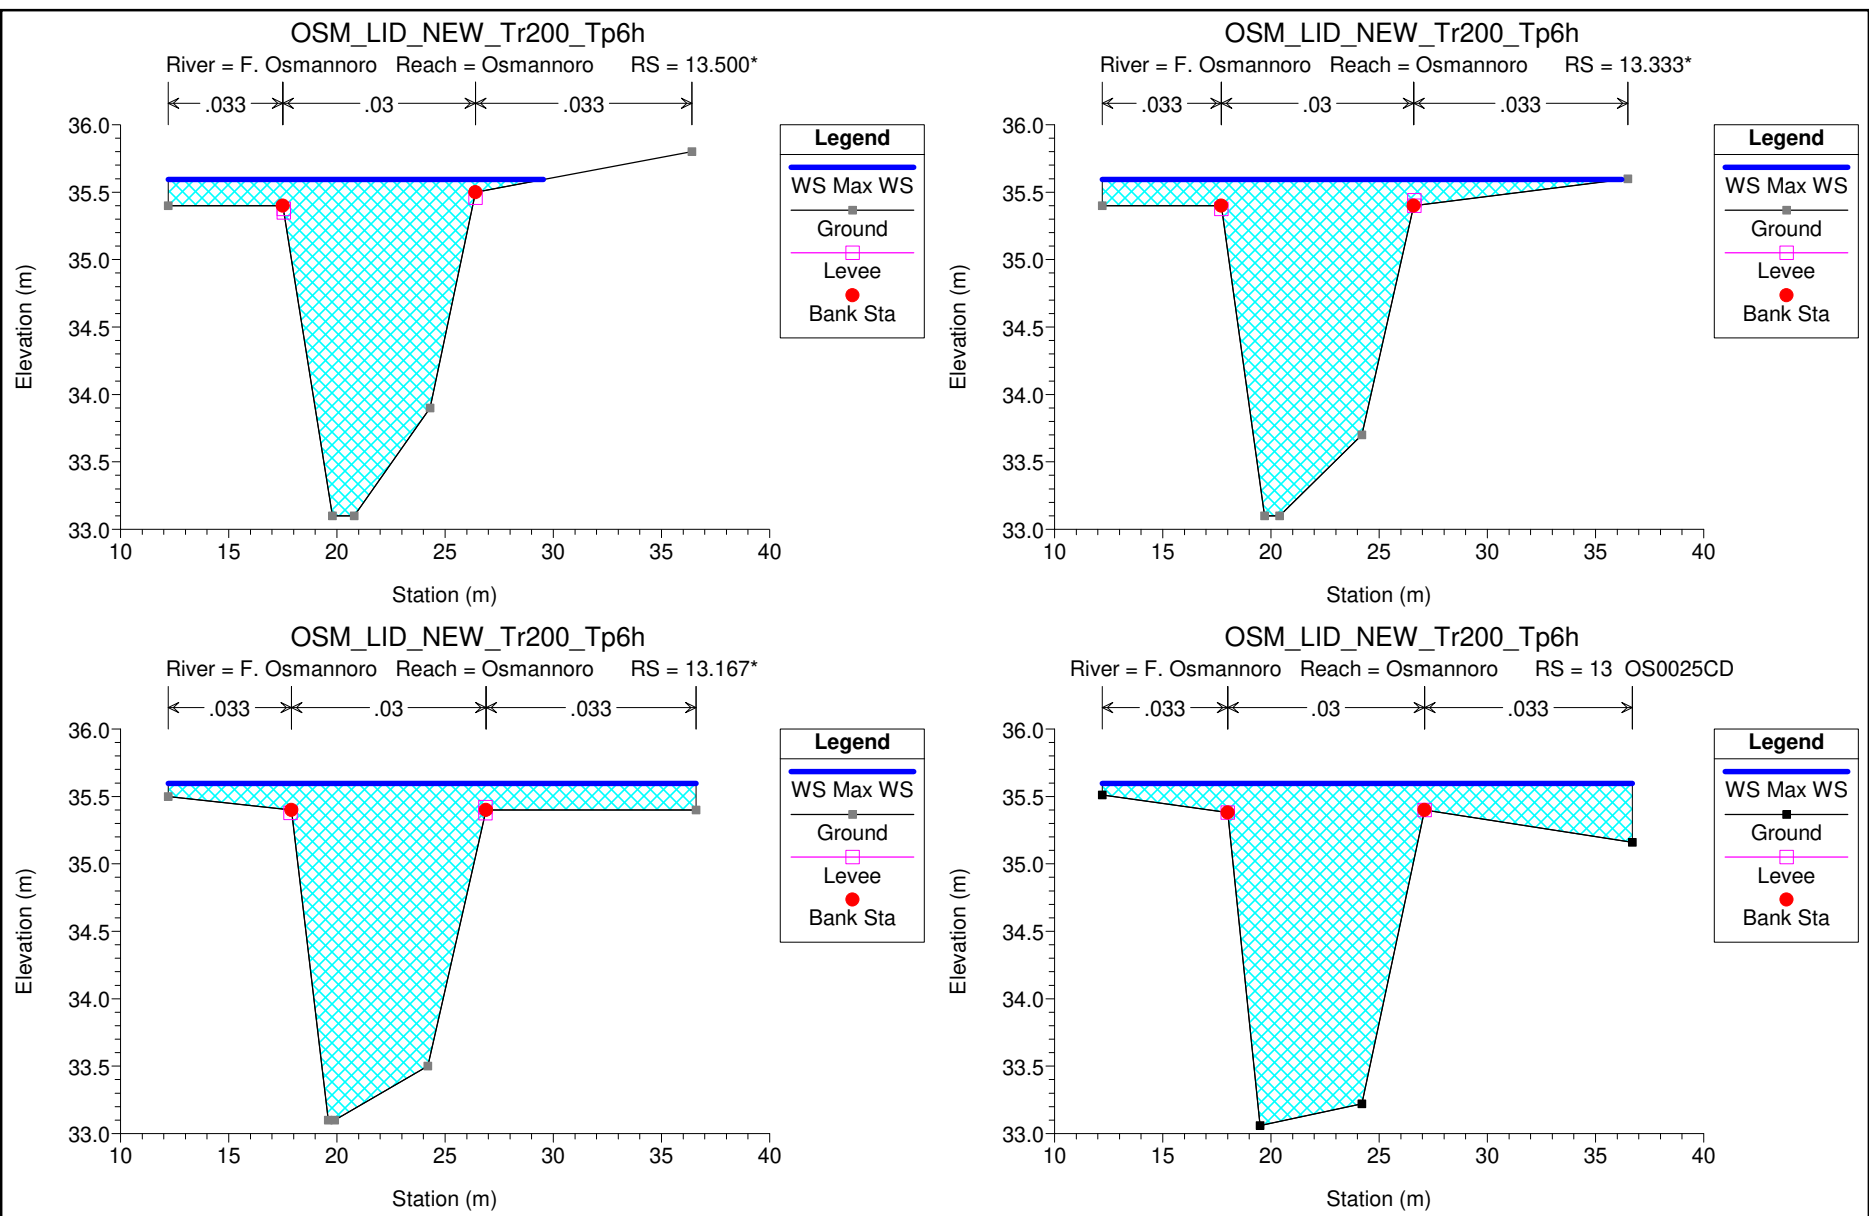 OSM_LID_NEW_Tr200_Tp6h
River = F. Osmannoro Reach = Osmannoro RS = 13.500*
.033 .03 .033
36.0
35.5
35.0
34.5
34.0
33.5
33.0
Elevation (m)
10 15 20 25 30 35 40
Station (m)
Legend
WS Max WS
Ground
Levee
Bank Sta
OSM_LID_NEW_Tr200_Tp6h
River = F. Osmannoro Reach = Osmannoro RS = 13.333*
.033 .03 .033
36.0
35.5
35.0
34.5
34.0
33.5
33.0
Elevation (m)
10 15 20 25 30 35 40
Station (m)
Legend
WS Max WS
Ground
Levee
Bank Sta
OSM_LID_NEW_Tr200_Tp6h
River = F. Osmannoro Reach = Osmannoro RS = 13.167*
.033 .03 .033
36.0
35.5
35.0
34.5
34.0
33.5
33.0
Elevation (m)
10 15 20 25 30 35 40
Station (m)
Legend
WS Max WS
Ground
Levee
Bank Sta
OSM_LID_NEW_Tr200_Tp6h
River = F. Osmannoro Reach = Osmannoro RS = 13 OS0025CD
.033 .03 .033
36.0
35.5
35.0
34.5
34.0
33.5
33.0
Elevation (m)
10 15 20 25 30 35 40
Station (m)
Legend
WS Max WS
Ground
Levee
Bank Sta